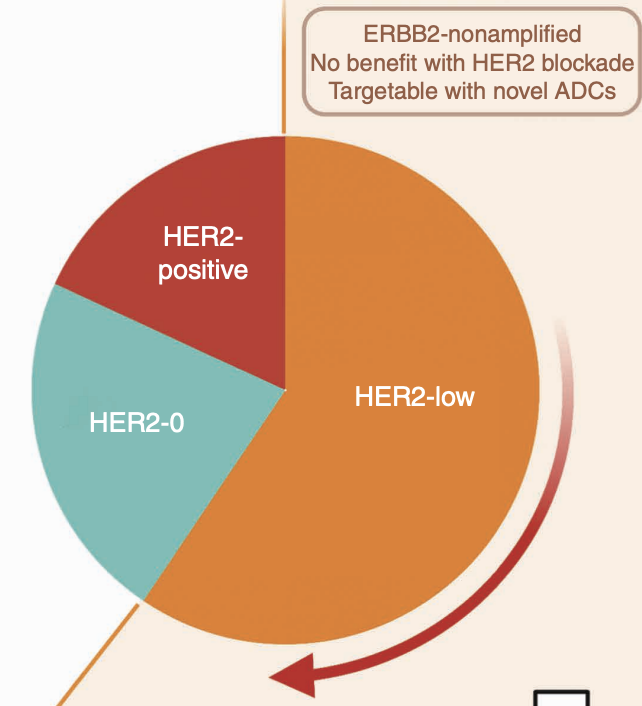 ERBB2-nonamplified
No benefit with HER2 blockade
Targetable with novel ADCs
HER2-
positive
HER2-low
HER2-0